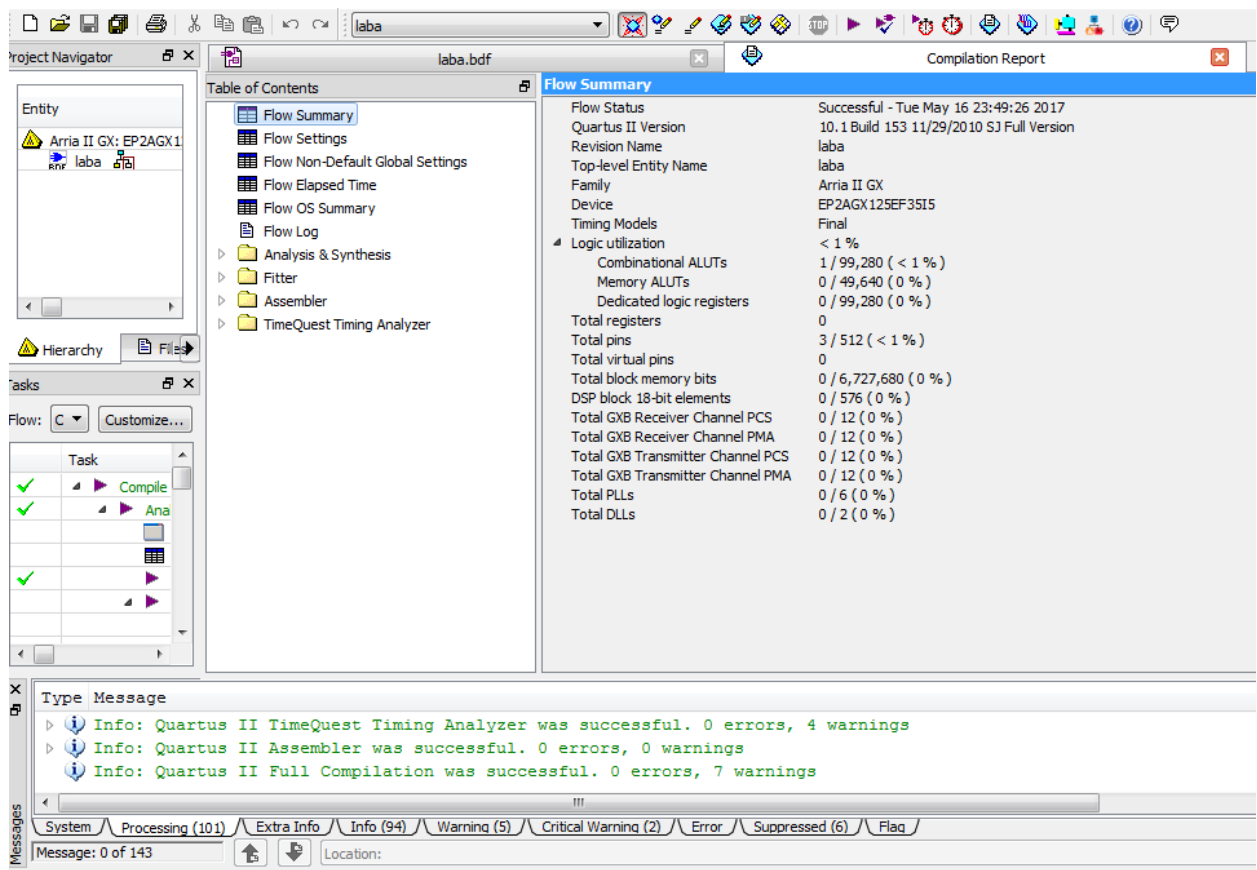 laba
Project Navigator
laba.bdf
Compilation Report
Entity
Arria II GX: EP2AGX1
laba
Hierarchy
Files
Tasks
Flow: C Customize...
Task
Compile
Ana
Table of Contents
Flow Summary
Flow Settings
Flow Non-Default Global Settings
Flow Elapsed Time
Flow OS Summary
Flow Log
Analysis & Synthesis
Fitter
Assembler
TimeQuest Timing Analyzer
Flow Summary
Flow Status Successful - Tue May 16 23:49:26 2017
Quartus II Version 10.1 Build 153 11/29/2010 SJ Full Version
Revision Name laba
Top-level Entity Name laba
Family Arria II GX
Device EP2AGX125EF35I5
Timing Models Final
Logic utilization < 1 %
Combinational ALUTs 1 / 99,280 ( < 1 % )
Memory ALUTs 0 / 49,640 ( 0 % )
Dedicated logic registers 0 / 99,280 ( 0 % )
Total registers 0
Total pins 3 / 512 ( < 1 % )
Total virtual pins 0
Total block memory bits 0 / 6,727,680 ( 0 % )
DSP block 18-bit elements 0 / 576 ( 0 % )
Total GXB Receiver Channel PCS 0 / 12 ( 0 % )
Total GXB Receiver Channel PMA 0 / 12 ( 0 % )
Total GXB Transmitter Channel PCS 0 / 12 ( 0 % )
Total GXB Transmitter Channel PMA 0 / 12 ( 0 % )
Total PLLs 0 / 6 ( 0 % )
Total DLLs 0 / 2 ( 0 % )
Type Message
Info: Quartus II TimeQuest Timing Analyzer was successful. 0 errors, 4 warnings
Info: Quartus II Assembler was successful. 0 errors, 0 warnings
Info: Quartus II Full Compilation was successful. 0 errors, 7 warnings
System Processing (101) Extra Info Info (94) Warning (5) Critical Warning (2) Error Suppressed (6) Flag
Messages
Message: 0 of 143
Location: